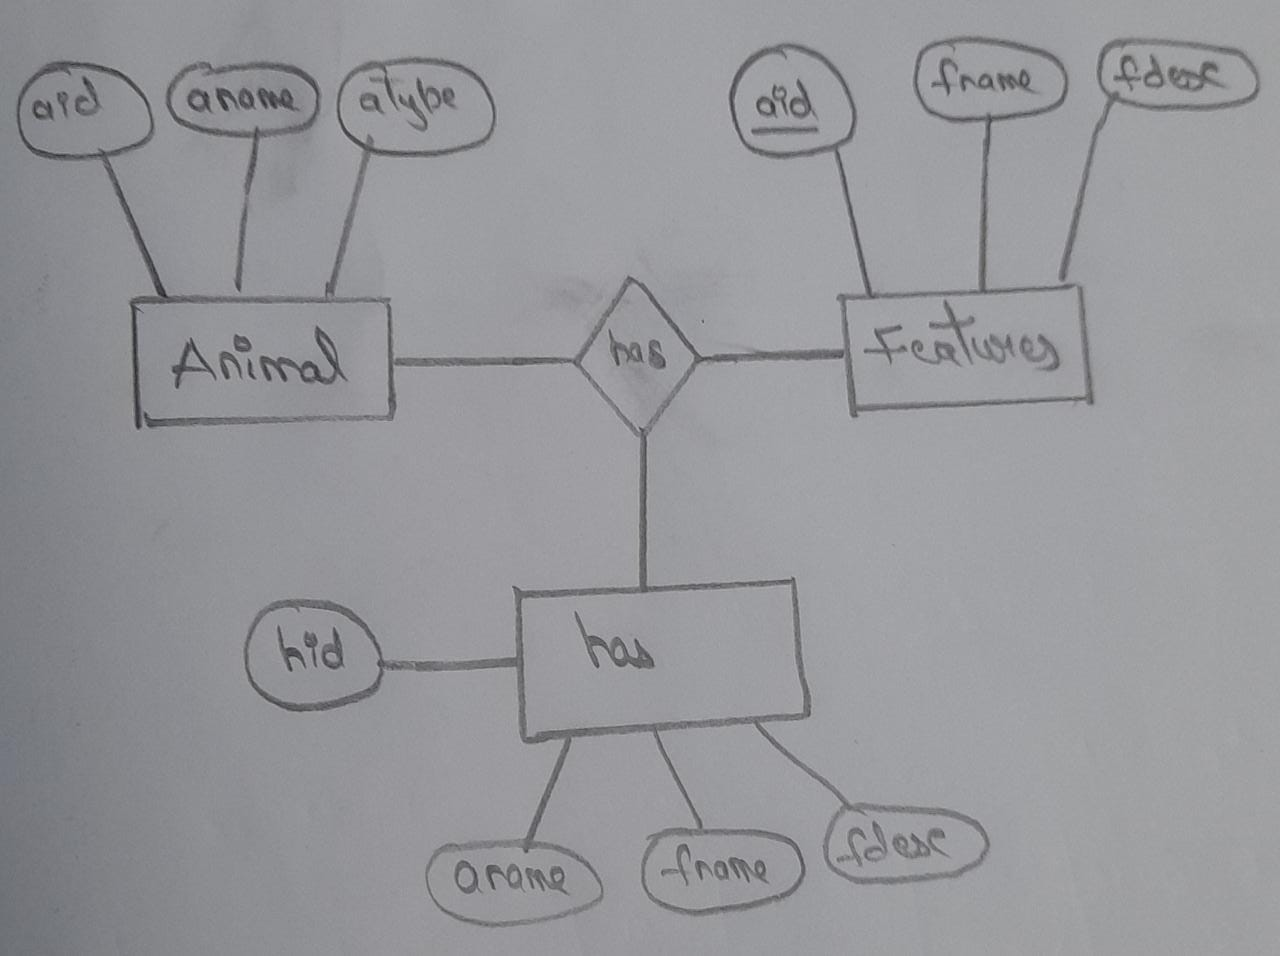 aid aname atype
aid fname fdesc
Animal has Features
hid has
aname fname fdesc